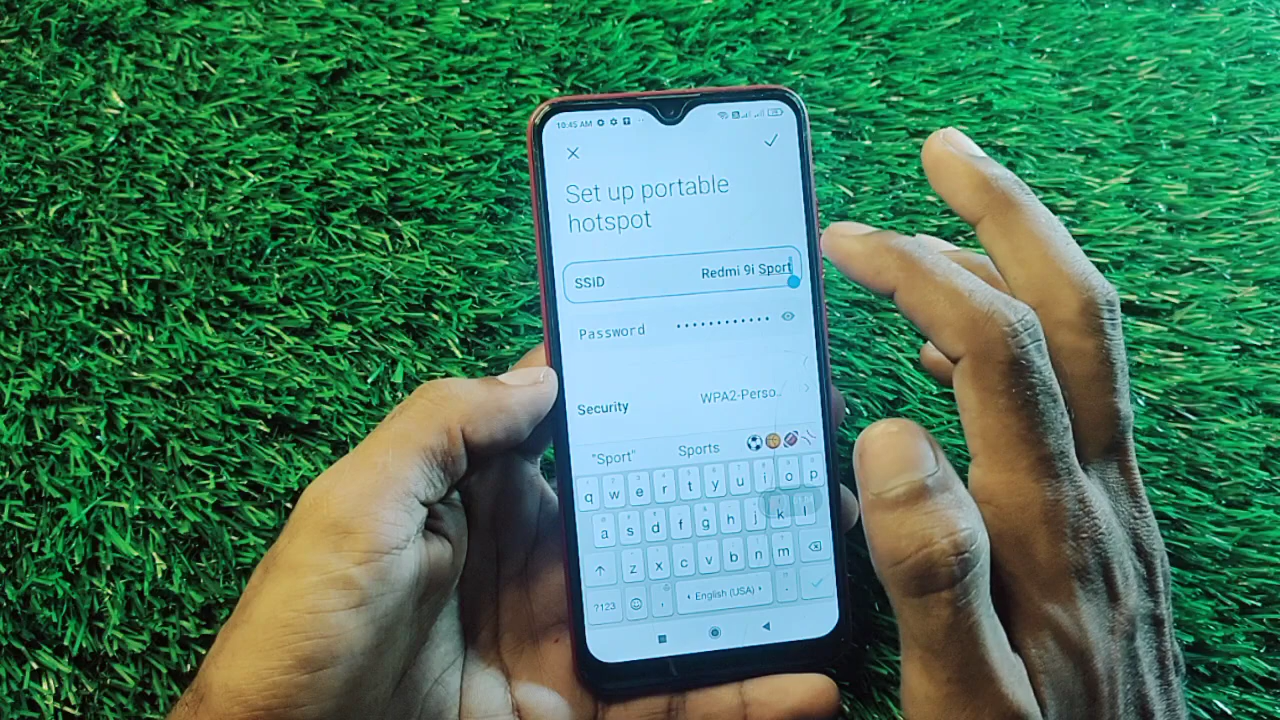 10:45 AM
Set up portable
hotspot
SSID Redmi 9i Sport
Password ••••••••••••
Security WPA2-Perso...
"Sport" Sports
q w e r t y u i o p
a s d f g h j k l
z x c v b n m
?123 , English (USA) .